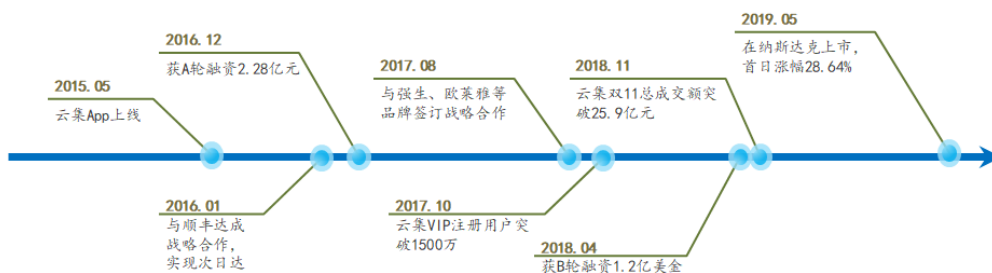 2015.05
云集App上线
2016.01
与顺丰达成
战略合作，
实现次日达
2016.12
获A轮融资2.28亿元
2017.08
与强生、欧莱雅等
品牌签订战略合作
2017.10
云集VIP注册用户突
破1500万
2018.04
获B轮融资1.2亿美金
2018.11
云集双11总成交额突
破25.9亿元
2019.05
在纳斯达克上市，
首日涨幅28.64%